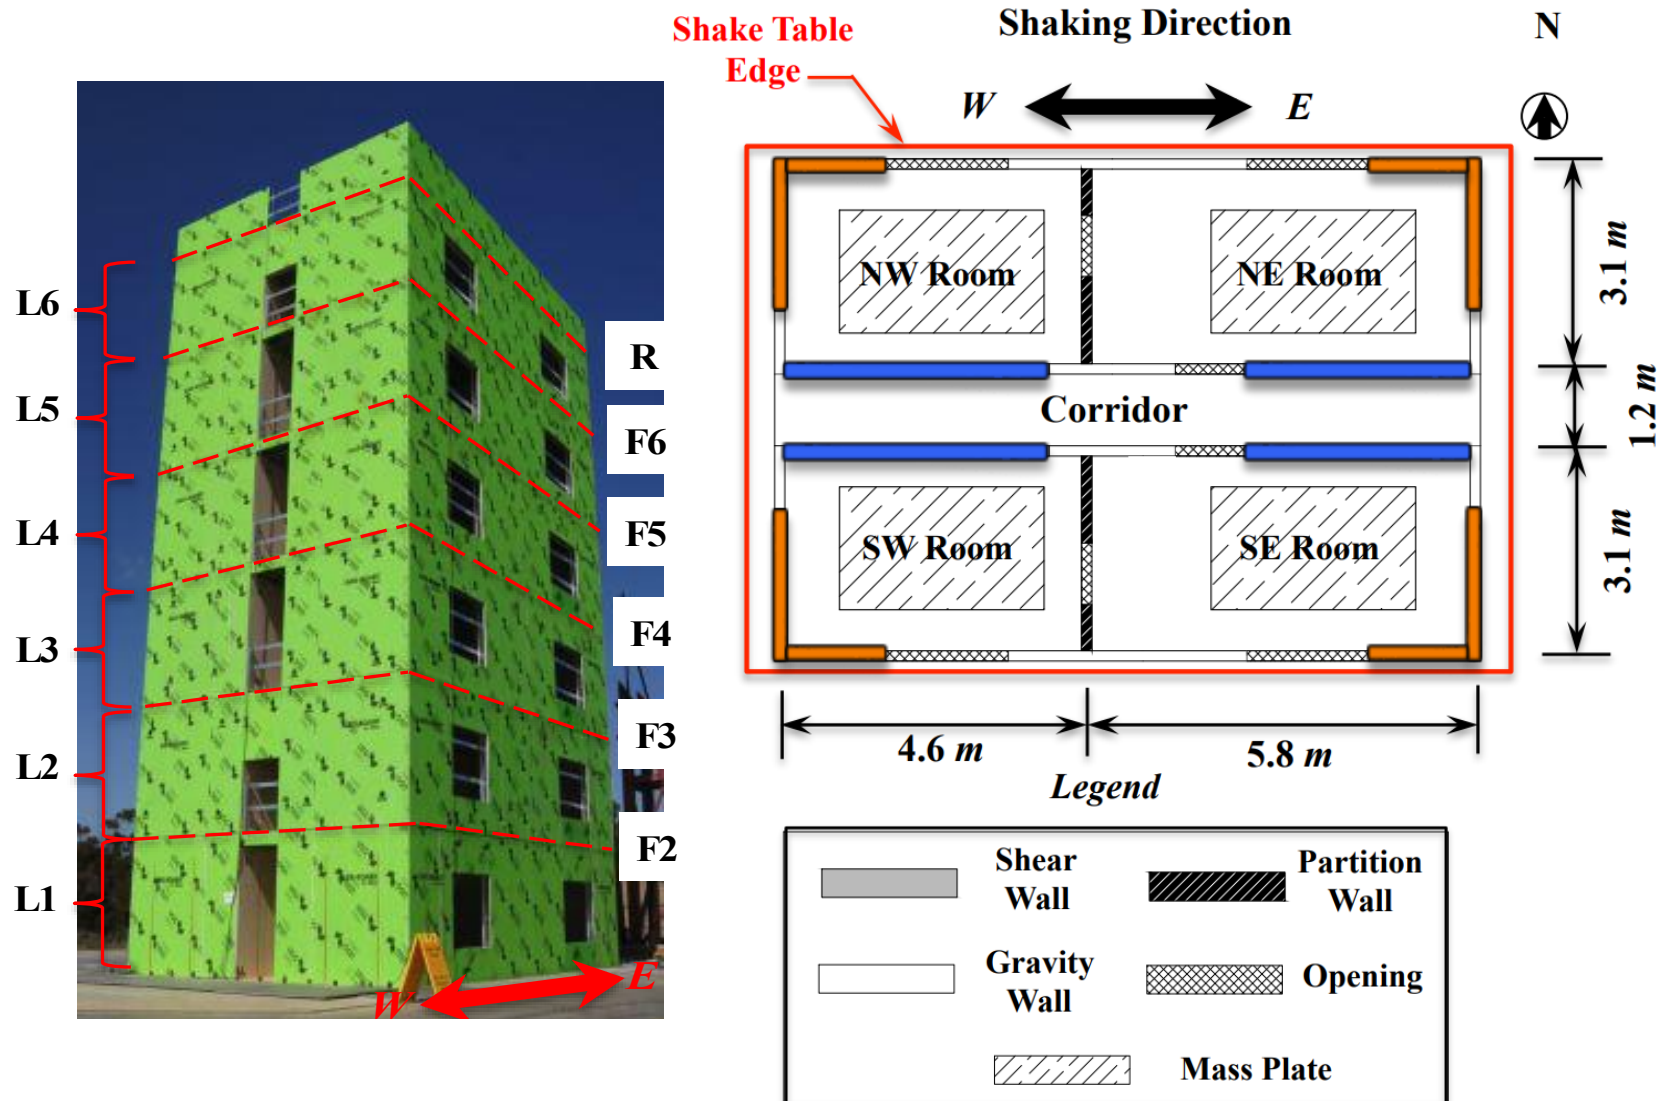 Shake Table
Edge
Shaking Direction
N
W
E
L6
L5
L4
L3
L2
L1
R
F6
F5
F4
F3
F2
W
E
NW Room
NE Room
Corridor
SW Room
SE Room
3.1 m
1.2 m
3.1 m
4.6 m
5.8 m
Legend
Shear
Wall
Partition
Wall
Gravity
Wall
Opening
Mass Plate